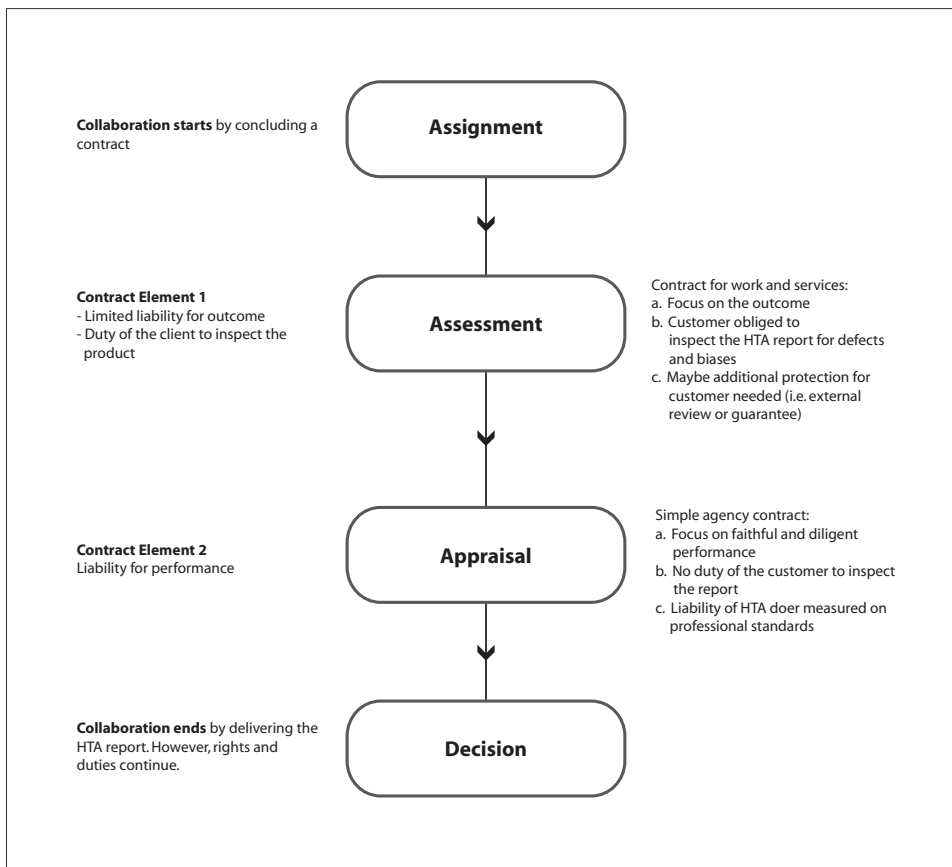 Collaboration starts by concluding a
contract
Assignment
Contract Element 1
- Limited liability for outcome
- Duty of the client to inspect the
product
Assessment
Contract for work and services:
a. Focus on the outcome
b. Customer obliged to
inspect the HTA report for defects
and biases
c. Maybe additional protection for
customer needed (i.e. external
review or guarantee)
Contract Element 2
Liability for performance
Appraisal
Simple agency contract:
a. Focus on faithful and diligent
performance
b. No duty of the customer to inspect
the report
c. Liability of HTA doer measured on
professional standards
Collaboration ends by delivering the
HTA report. However, rights and
duties continue.
Decision